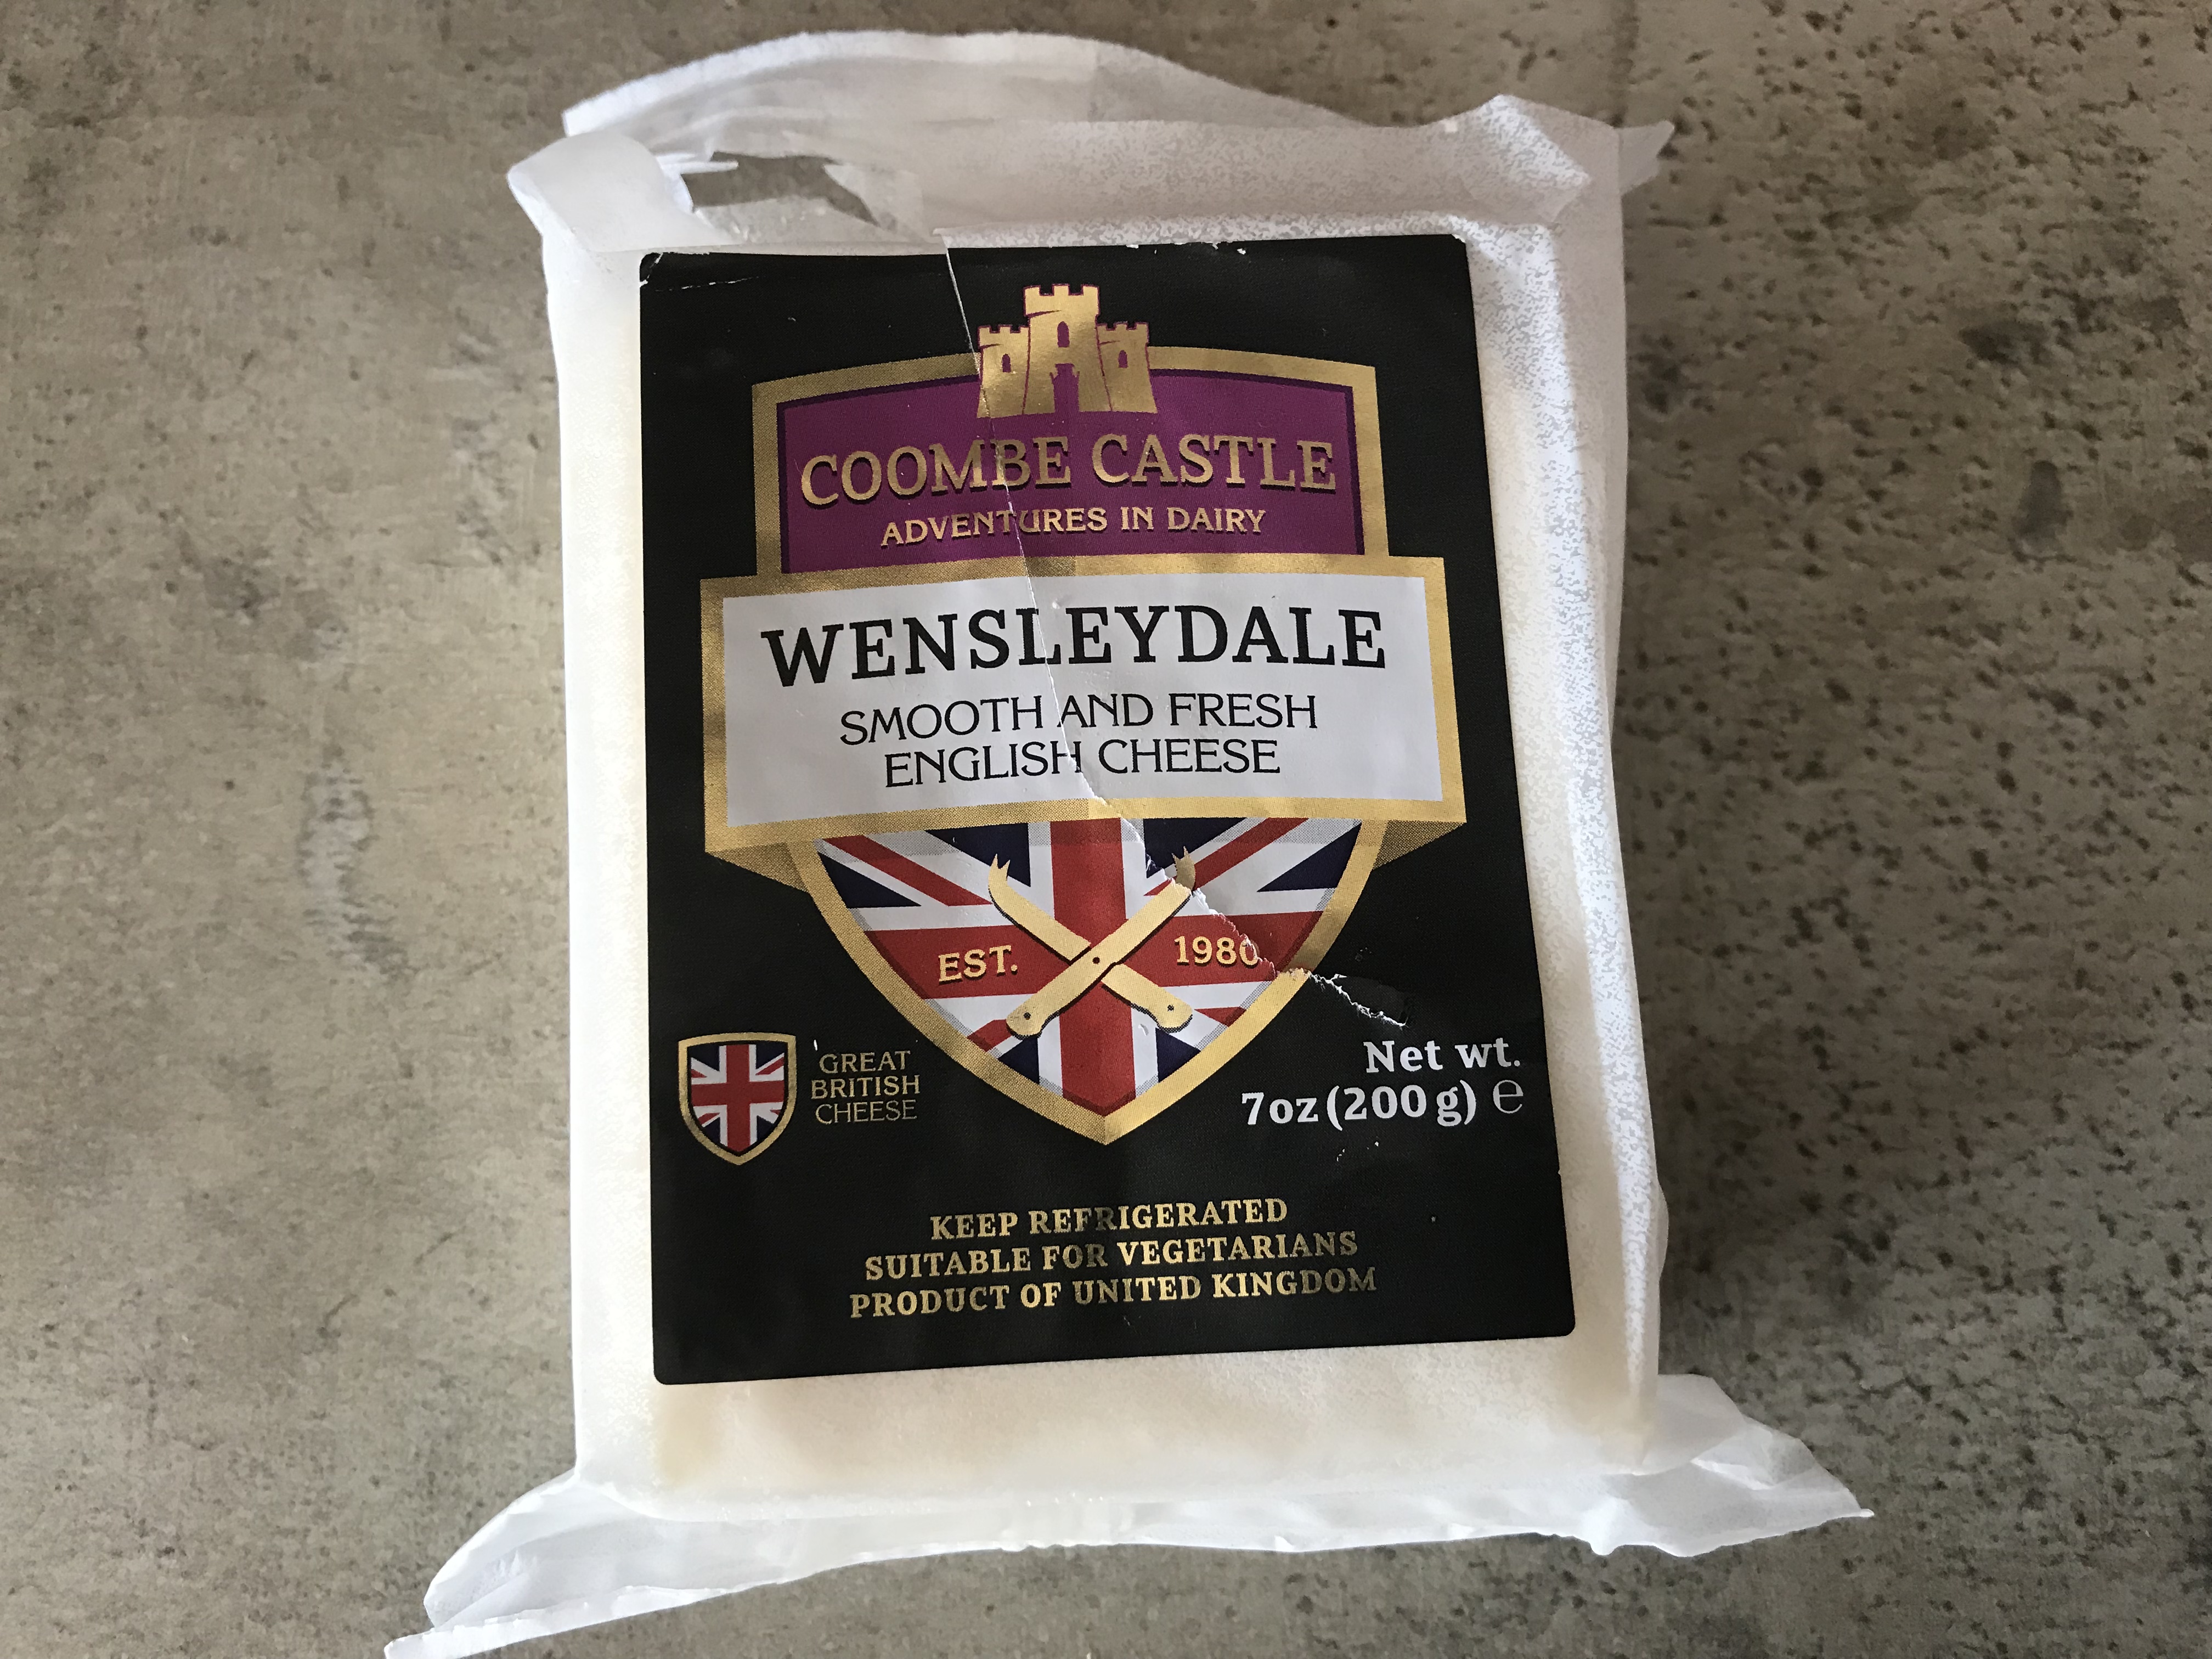 COOMBE CASTLE
ADVENTURES IN DAIRY
WENSLEYDALE
SMOOTH AND FRESH
ENGLISH CHEESE
EST. 1980
GREAT
BRITISH
CHEESE
Net wt.
7oz (200 g) ℮
KEEP REFRIGERATED
SUITABLE FOR VEGETARIANS
PRODUCT OF UNITED KINGDOM